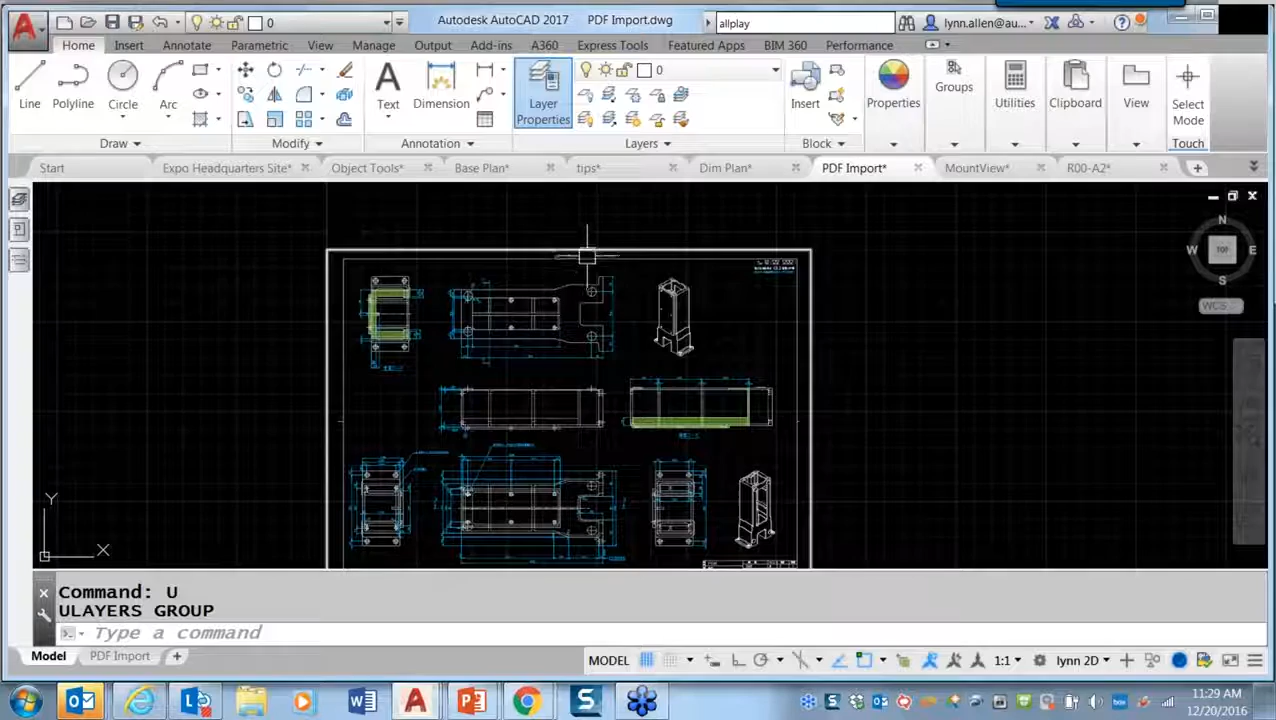 Autodesk AutoCAD 2017 PDF Import.dwg
0
allplay
lynn.allen@au...
Home Insert Annotate Parametric View Manage Output Add-ins A360 Express Tools Featured Apps BIM 360 Performance
0
Line Polyline Circle Arc
Text Dimension
Layer Properties
Insert
Properties Groups Utilities Clipboard View
Select Mode
Draw Modify Annotation Layers Block Touch
Start Expo Headquarters Site* Object Tools* Base Plan* tips* Dim Plan* PDF Import* MountView* R00-A2*
N
W TOP E
S
WCS
Y
X
Command: U
ULAYERS GROUP
Type a command
Model PDF Import
MODEL 1:1 lynn 2D
11:29 AM
12/20/2016